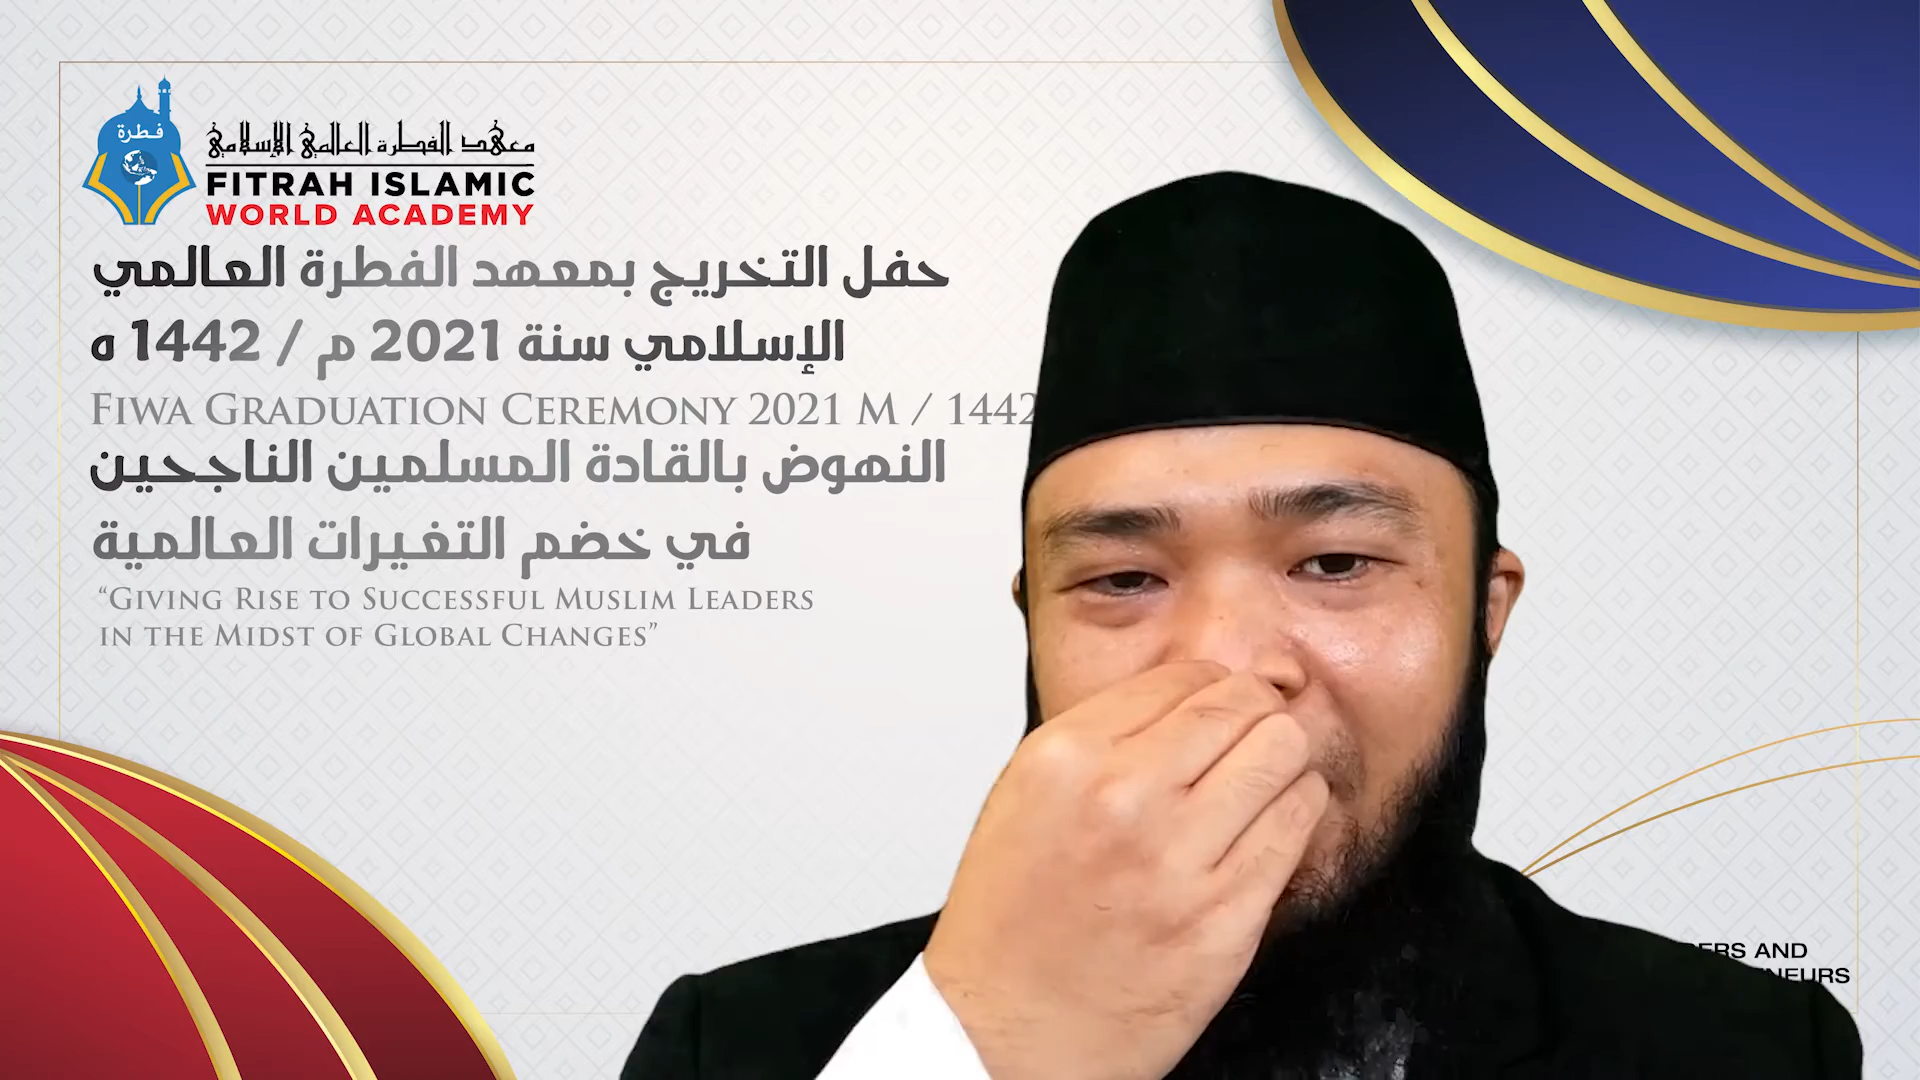 فطرة
معهد الفطرة العالمي الإسلامي
FITRAH ISLAMIC
WORLD ACADEMY
حفل التخريج بمعهد الفطرة العالمي
الإسلامي سنة 2021 م / 1442 ه
FIWA GRADUATION CEREMONY 2021 M / 1442
النهوض بالقادة المسلمين الناجحين
في خضم التغيرات العالمية
“GIVING RISE TO SUCCESSFUL MUSLIM LEADERS
IN THE MIDST OF GLOBAL CHANGES”
AND